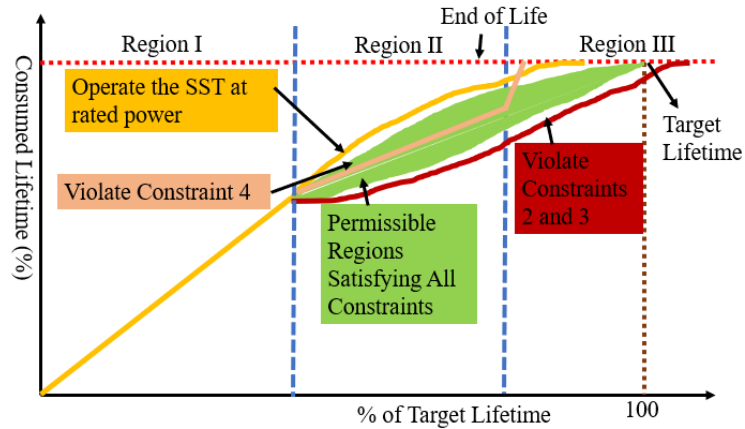 End of Life
Region I
Region II
Region III
Operate the SST at
rated power
Target
Lifetime
Violate Constraint 4
Violate
Constraints
2 and 3
Permissible
Regions
Satisfying All
Constraints
Consumed Lifetime (%)
% of Target Lifetime
100